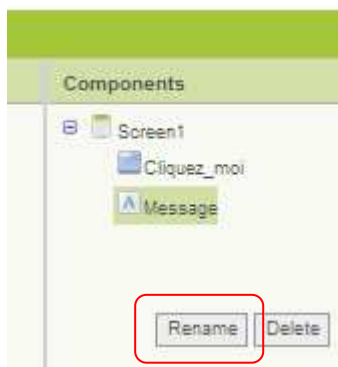 Components
Screen1
Cliquez_moi
A Message
Rename Delete